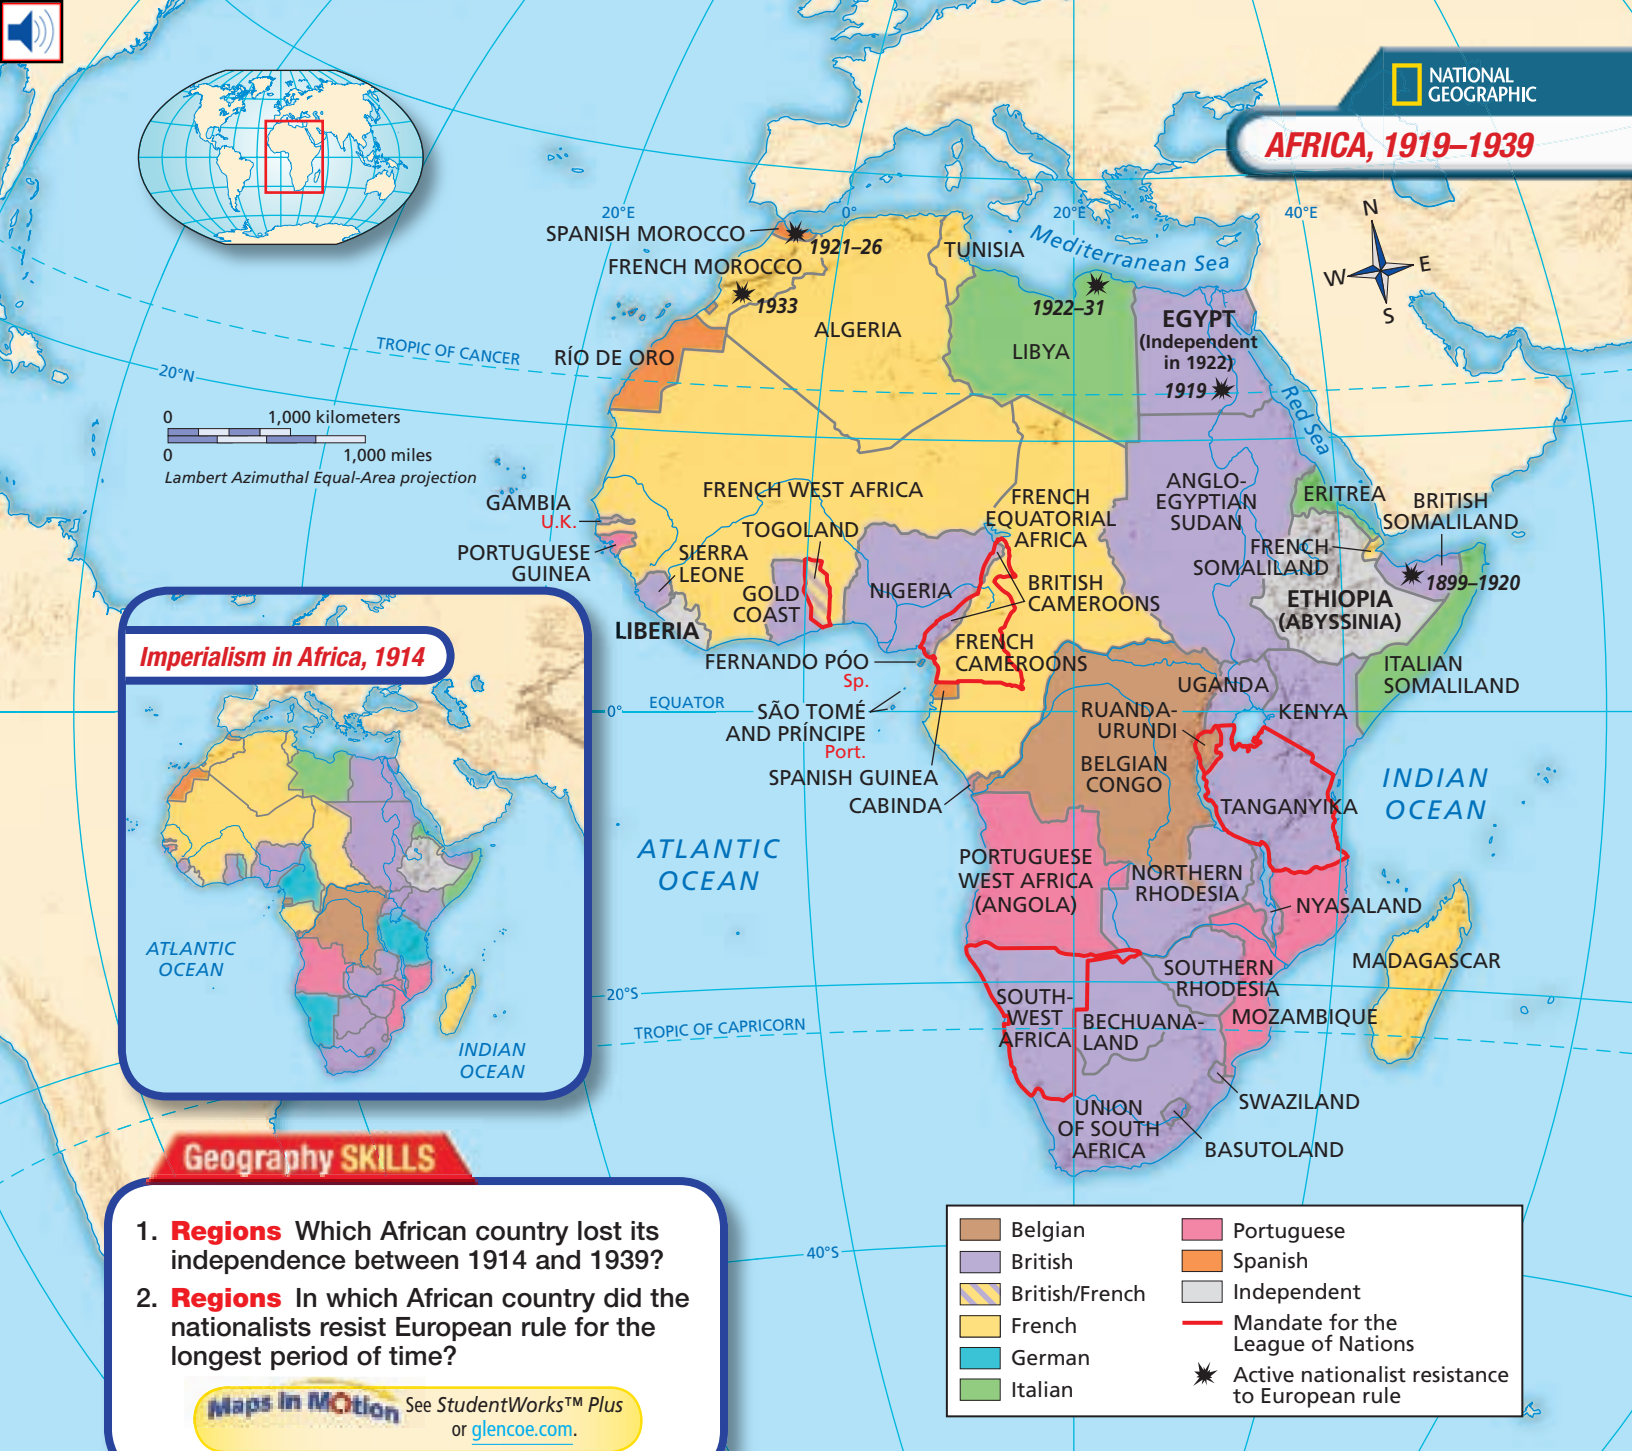 NATIONAL
GEOGRAPHIC
AFRICA, 1919–1939
N
W
E
S
20°E
0°
20°E
40°E
SPANISH MOROCCO
1921–26
FRENCH MOROCCO
1933
TUNISIA
Mediterranean Sea
1922–31
ALGERIA
LIBYA
EGYPT
(Independent
in 1922)
1919
RÍO DE ORO
TROPIC OF CANCER
20°N
Red Sea
0
1,000 kilometers
0
1,000 miles
Lambert Azimuthal Equal-Area projection
GAMBIA
U.K.
PORTUGUESE
GUINEA
FRENCH WEST AFRICA
TOGOLAND
SIERRA
LEONE
GOLD
COAST
LIBERIA
NIGERIA
FRENCH
EQUATORIAL
AFRICA
BRITISH
CAMEROONS
FRENCH
CAMEROONS
ANGLO-
EGYPTIAN
SUDAN
ERITREA
BRITISH
SOMALILAND
FRENCH
SOMALILAND
1899–1920
ETHIOPIA
(ABYSSINIA)
ITALIAN
SOMALILAND
FERNANDO PÓO
Sp.
0°
EQUATOR
SÃO TOMÉ
AND PRÍNCIPE
Port.
SPANISH GUINEA
CABINDA
UGANDA
KENYA
RUANDA-
URUNDI
BELGIAN
CONGO
TANGANYIKA
INDIAN
OCEAN
ATLANTIC
OCEAN
PORTUGUESE
WEST AFRICA
(ANGOLA)
NORTHERN
RHODESIA
NYASALAND
MADAGASCAR
SOUTHERN
RHODESIA
MOZAMBIQUE
20°S
TROPIC OF CAPRICORN
SOUTH-
WEST
AFRICA
BECHUANA-
LAND
SWAZILAND
UNION
OF SOUTH
AFRICA
BASUTOLAND
40°S
Imperialism in Africa, 1914
ATLANTIC
OCEAN
INDIAN
OCEAN
Geography SKILLS
1. Regions Which African country lost its
independence between 1914 and 1939?
2. Regions In which African country did the
nationalists resist European rule for the
longest period of time?
Maps In MOtion
See StudentWorks™ Plus
or glencoe.com.
Belgian
British
British/French
French
German
Italian
Portuguese
Spanish
Independent
Mandate for the
League of Nations
Active nationalist resistance
to European rule